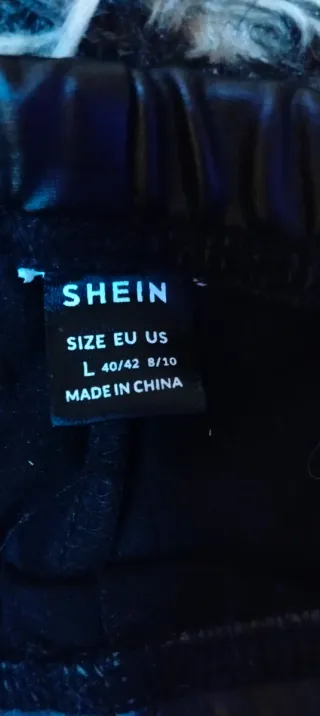 SHEIN
SIZE EU US
L 40/42 8/10
MADE IN CHINA